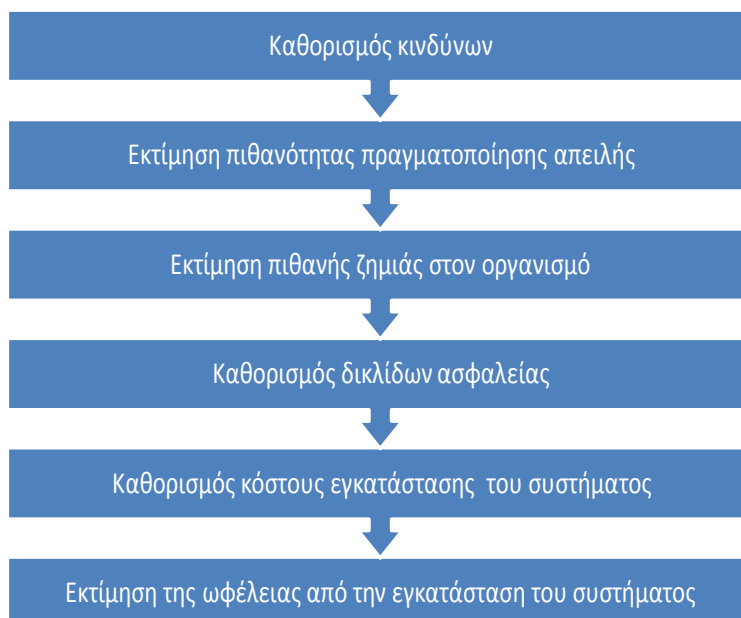 Καθορισμός κινδύνων
Εκτίμηση πιθανότητας πραγματοποίησης απειλής
Εκτίμηση πιθανής ζημιάς στον οργανισμό
Καθορισμός δικλίδων ασφαλείας
Καθορισμός κόστους εγκατάστασης του συστήματος
Εκτίμηση της ωφέλειας από την εγκατάσταση του συστήματος